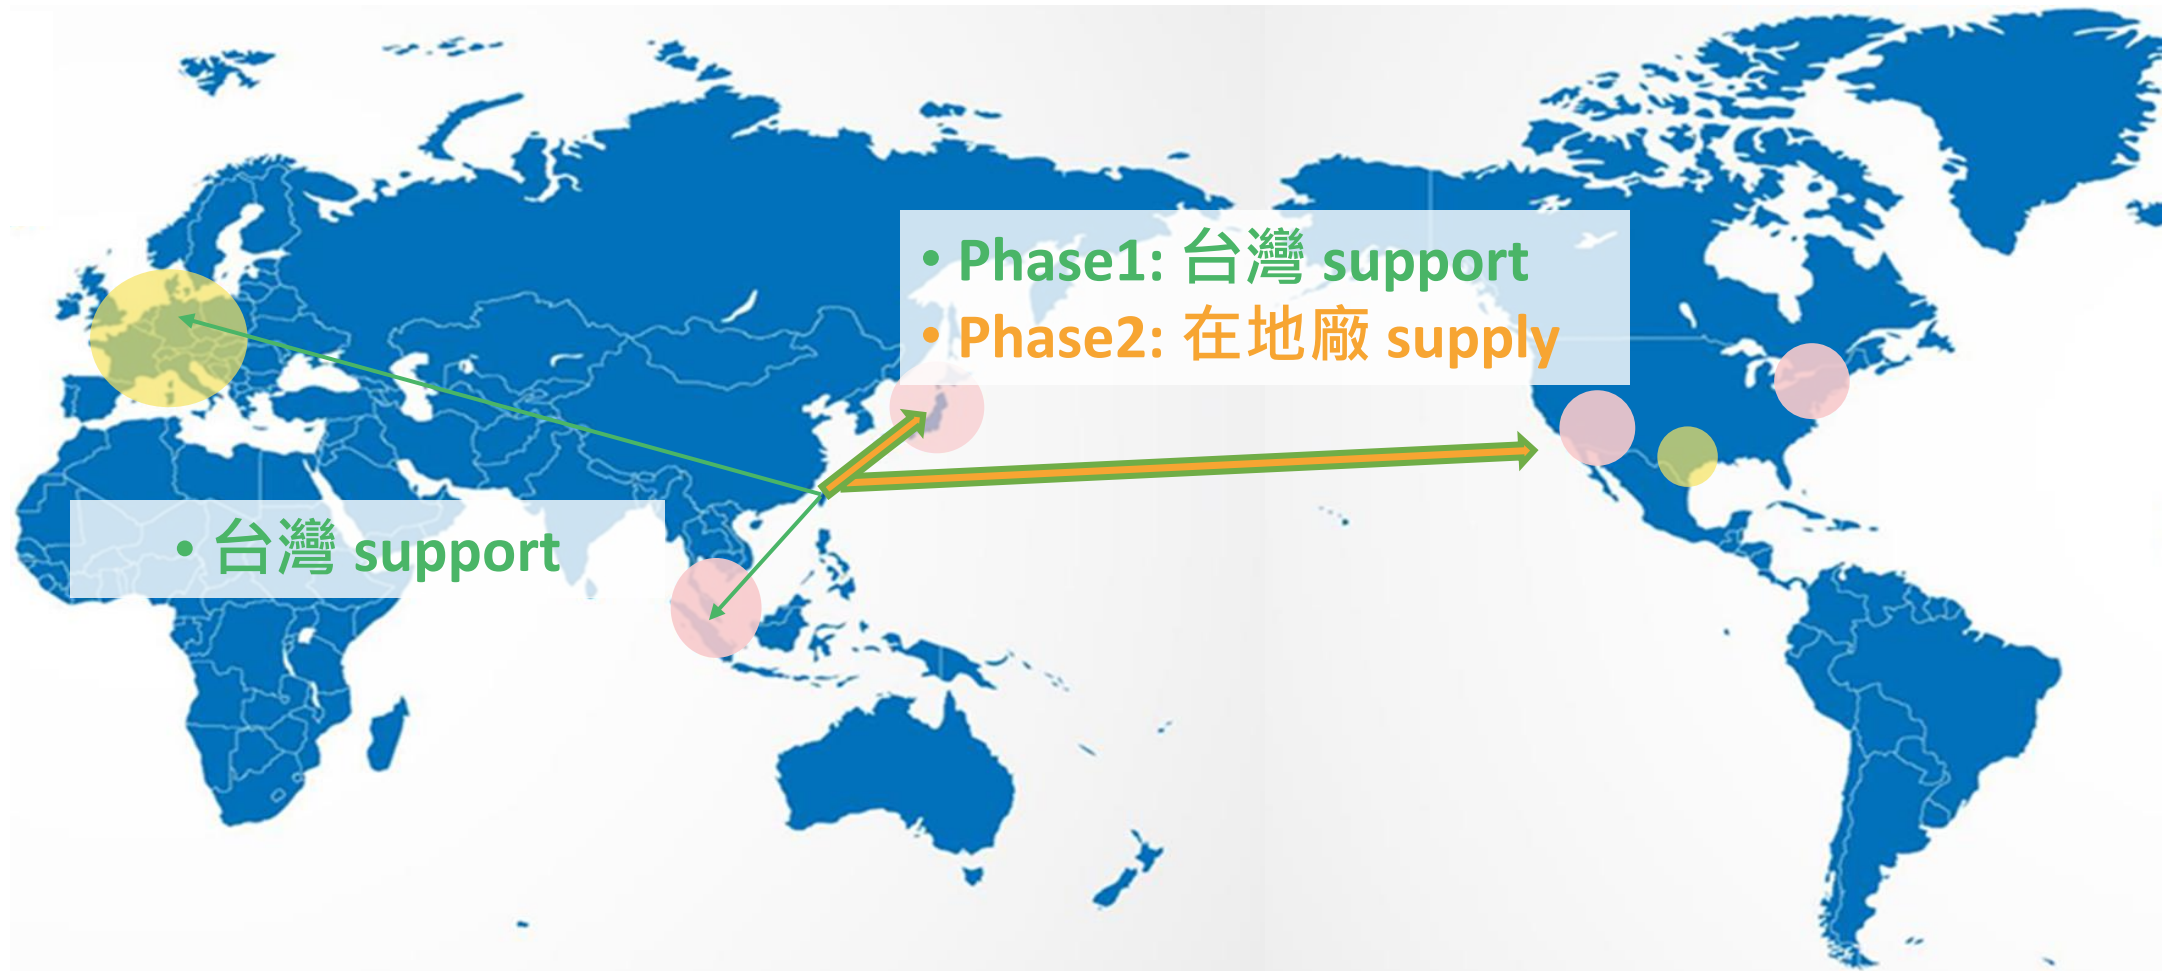 • Phase1: 台灣 support
• Phase2: 在地廠 supply
• 台灣 support